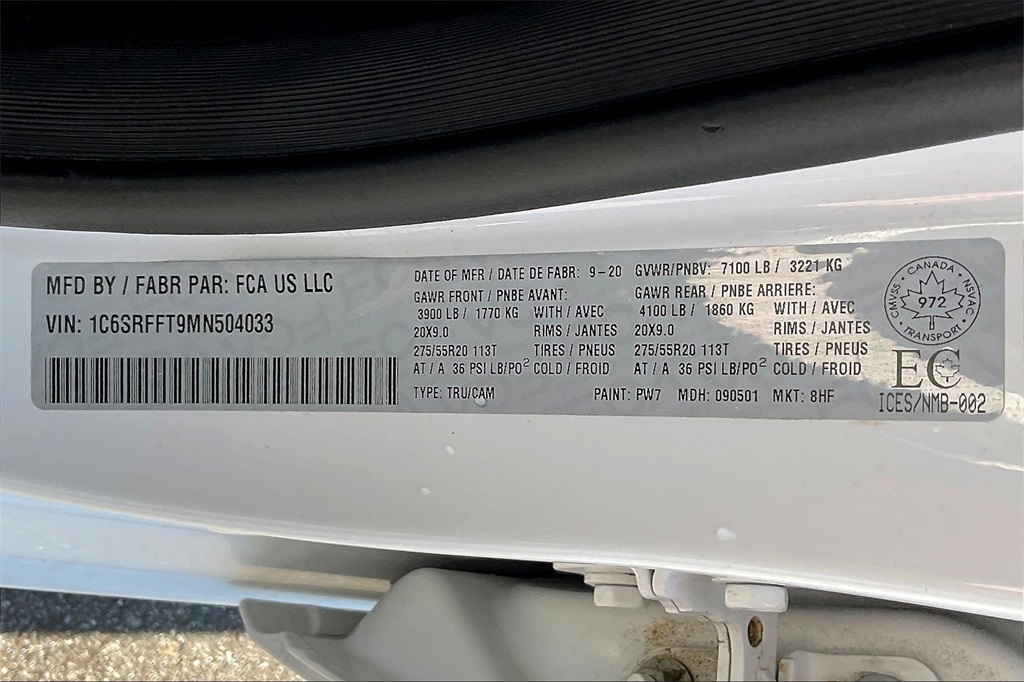 MFD BY / FABR PAR: FCA US LLC
VIN: 1C6SRFFT9MN504033
DATE OF MFR / DATE DE FABR: 9-20 GVWR/PNBV: 7100 LB / 3221 KG
GAWR FRONT / PNBE AVANT: GAWR REAR / PNBE ARRIERE:
3900 LB / 1770 KG WITH / AVEC 4100 LB / 1860 KG WITH / AVEC
20X9.0 RIMS / JANTES 20X9.0 RIMS / JANTES
275/55R20 113T TIRES / PNEUS 275/55R20 113T TIRES / PNEUS
AT / A 36 PSI LB/PO² COLD / FROID AT / A 36 PSI LB/PO² COLD / FROID
TYPE: TRU/CAM PAINT: PW7 MDH: 090501 MKT: 8HF
CANADA
CMVSS NSVAC
972
TRANSPORT
EC
ICES/NMB-002